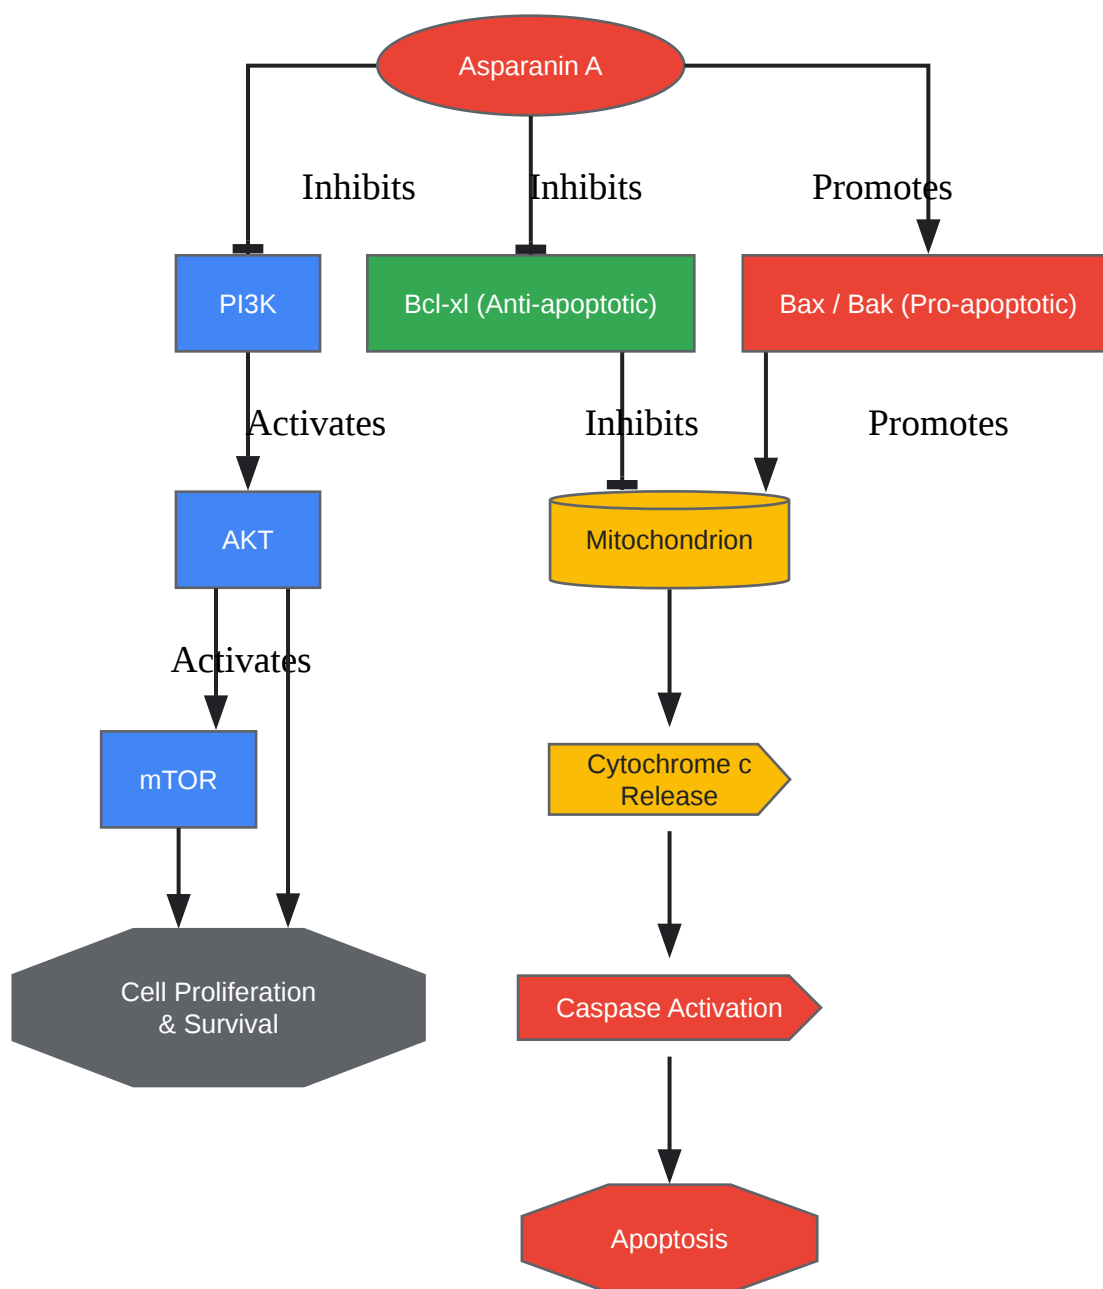 Asparanin A
Inhibits
Inhibits
Promotes
PI3K
Bcl-xl (Anti-apoptotic)
Bax / Bak (Pro-apoptotic)
Activates
Inhibits
Promotes
AKT
Mitochondrion
Activates
mTOR
Cytochrome c
Release
Cell Proliferation
& Survival
Caspase Activation
Apoptosis